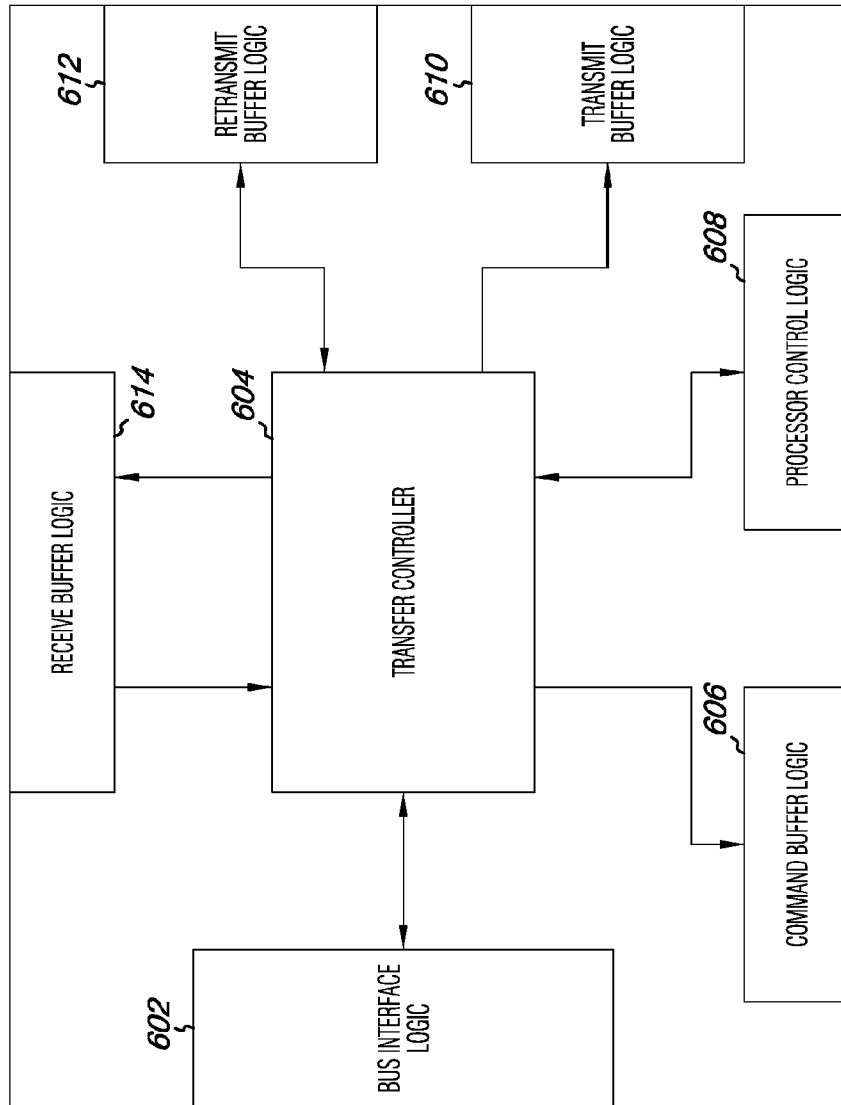 612
RETRANSMIT
BUFFER LOGIC
610
TRANSMIT
BUFFER LOGIC
614
RECEIVE BUFFER LOGIC
604
TRANSFER CONTROLLER
608
PROCESSOR CONTROL LOGIC
602
BUS INTERFACE
LOGIC
606
COMMAND BUFFER LOGIC